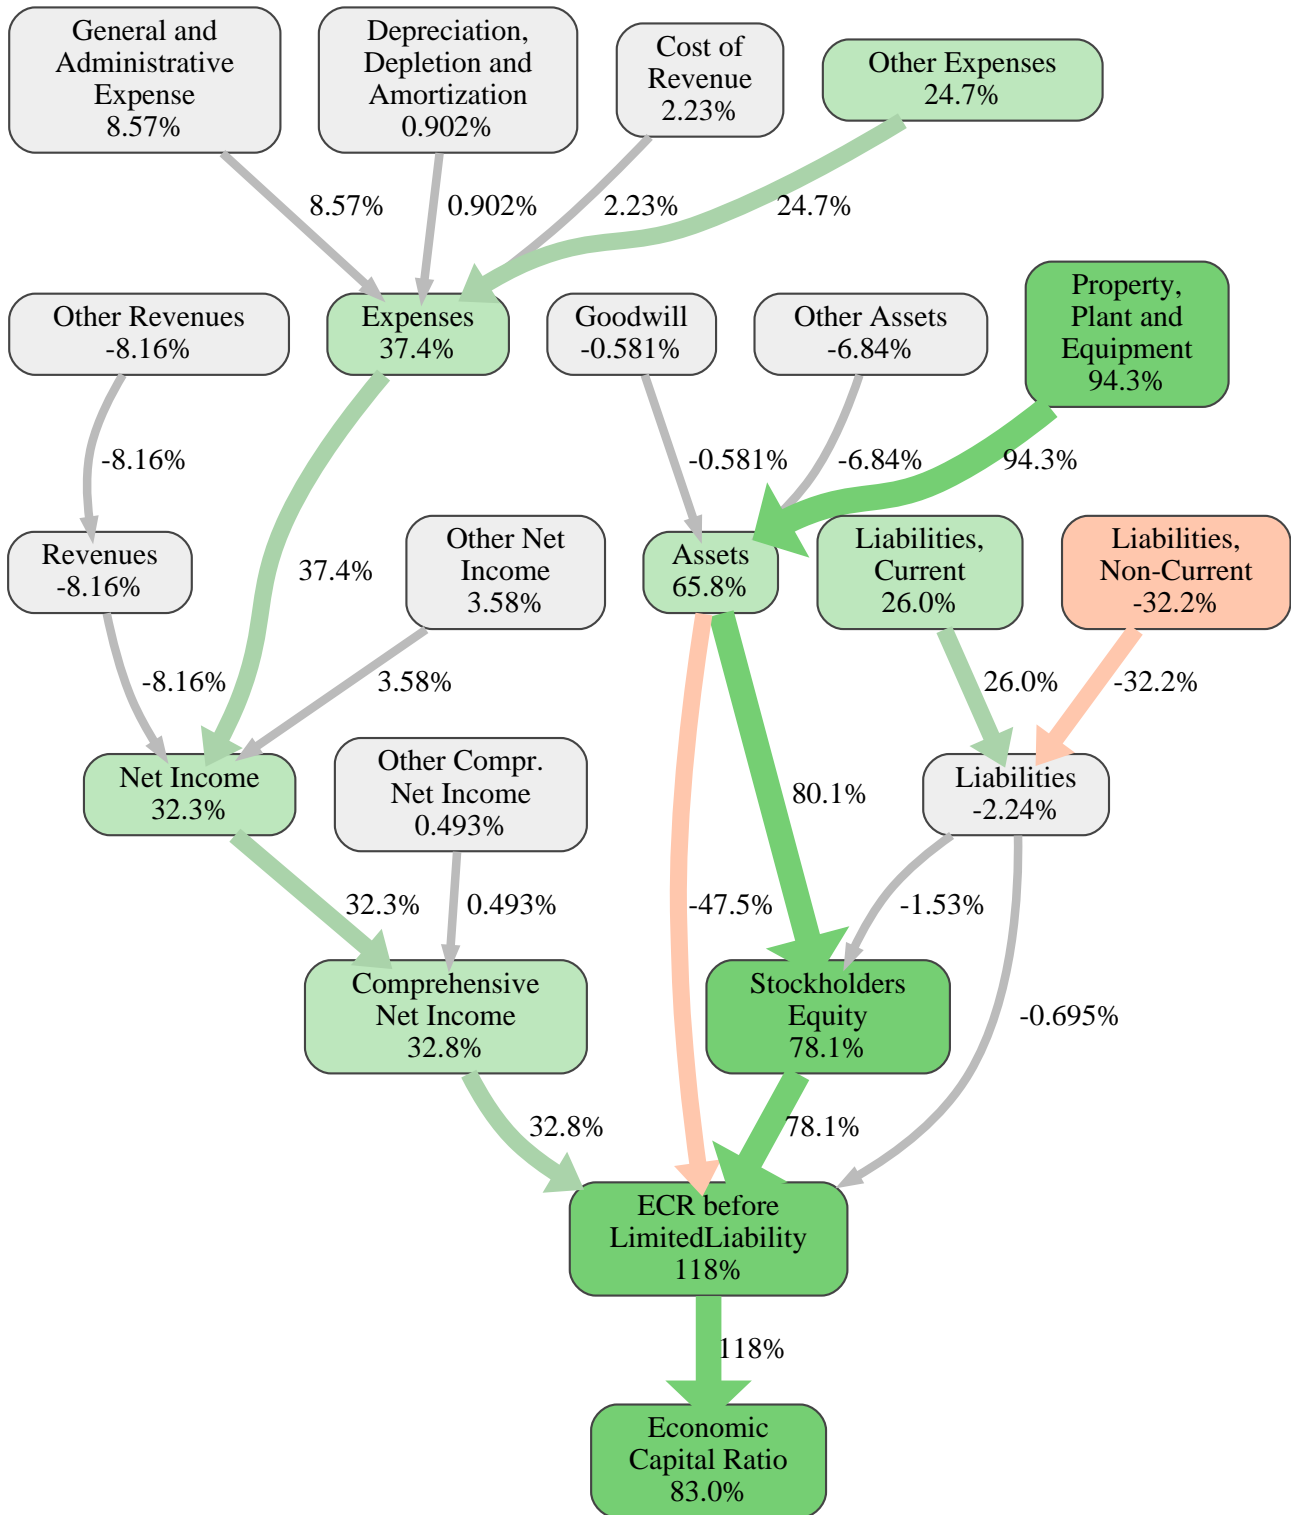 General and
Administrative
Expense
8.57%
Depreciation,
Depletion and
Amortization
0.902%
Cost of
Revenue
2.23%
Other Expenses
24.7%
8.57%
0.902%
2.23%
24.7%
Other Revenues
-8.16%
Expenses
37.4%
Goodwill
-0.581%
Other Assets
-6.84%
Property,
Plant and
Equipment
94.3%
-8.16%
-0.581%
-6.84%
94.3%
Revenues
-8.16%
37.4%
Other Net
Income
3.58%
Assets
65.8%
Liabilities,
Current
26.0%
Liabilities,
Non-Current
-32.2%
-8.16%
3.58%
26.0%
-32.2%
Net Income
32.3%
Other Compr.
Net Income
0.493%
80.1%
Liabilities
-2.24%
32.3%
0.493%
-47.5%
-1.53%
Comprehensive
Net Income
32.8%
Stockholders
Equity
78.1%
-0.695%
32.8%
78.1%
ECR before
LimitedLiability
118%
118%
Economic
Capital Ratio
83.0%